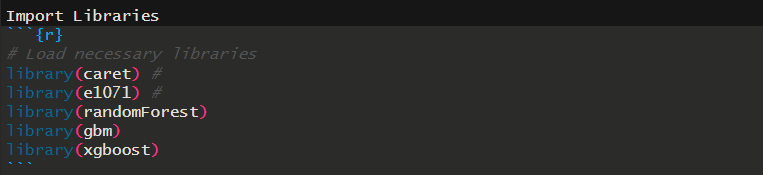 Import Libraries
```{r}
# Load necessary libraries
library(caret) #
library(e1071) #
library(randomForest)
library(gbm)
library(xgboost)
```